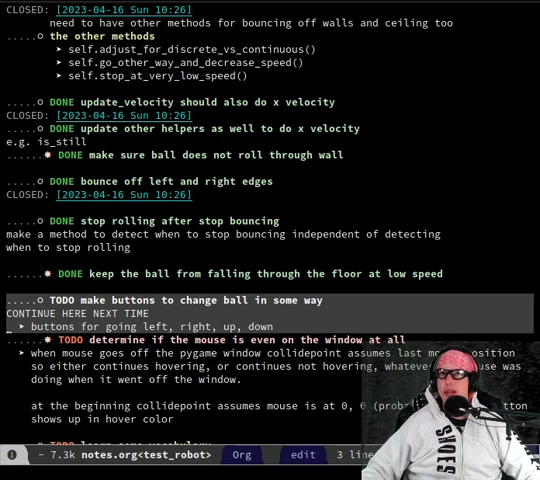 CLOSED: [2023-04-16 Sun 10:26]
need to have other methods for bouncing off walls and ceiling too
.....o the other methods
➤ self.adjust_for_discrete_vs_continuous()
➤ self.go_other_way_and_decrease_speed()
➤ self.stop_at_very_low_speed()
.....o DONE update_velocity should also do x velocity
CLOSED: [2023-04-16 Sun 10:26]
.....o DONE update other helpers as well to do x velocity
e.g. is_still
......✸ DONE make sure ball does not roll through wall
.....o DONE bounce off left and right edges
CLOSED: [2023-04-16 Sun 10:26]
.....o DONE stop rolling after stop bouncing
make a method to detect when to stop bouncing independent of detecting
when to stop rolling
......✸ DONE keep the ball from falling through the floor at low speed
.....o TODO make buttons to change ball in some way
CONTINUE HERE NEXT TIME
➤ buttons for going left, right, up, down
......✸ TODO determine if the mouse is even on the window at all
➤ when mouse goes off the pygame window collidepoint assumes last
so either continues hovering, or continues not hovering, was
doing when it went off the window.
at the beginning collidepoint assumes mouse is at 0, 0
shows up in hover color
TODO learn some vocabulary
- 7.3k notes.org<test_robot> Org edit 3
SHOES